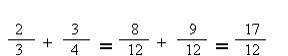 2/3 + 3/4 = 8/12 + 9/12 = 17/12